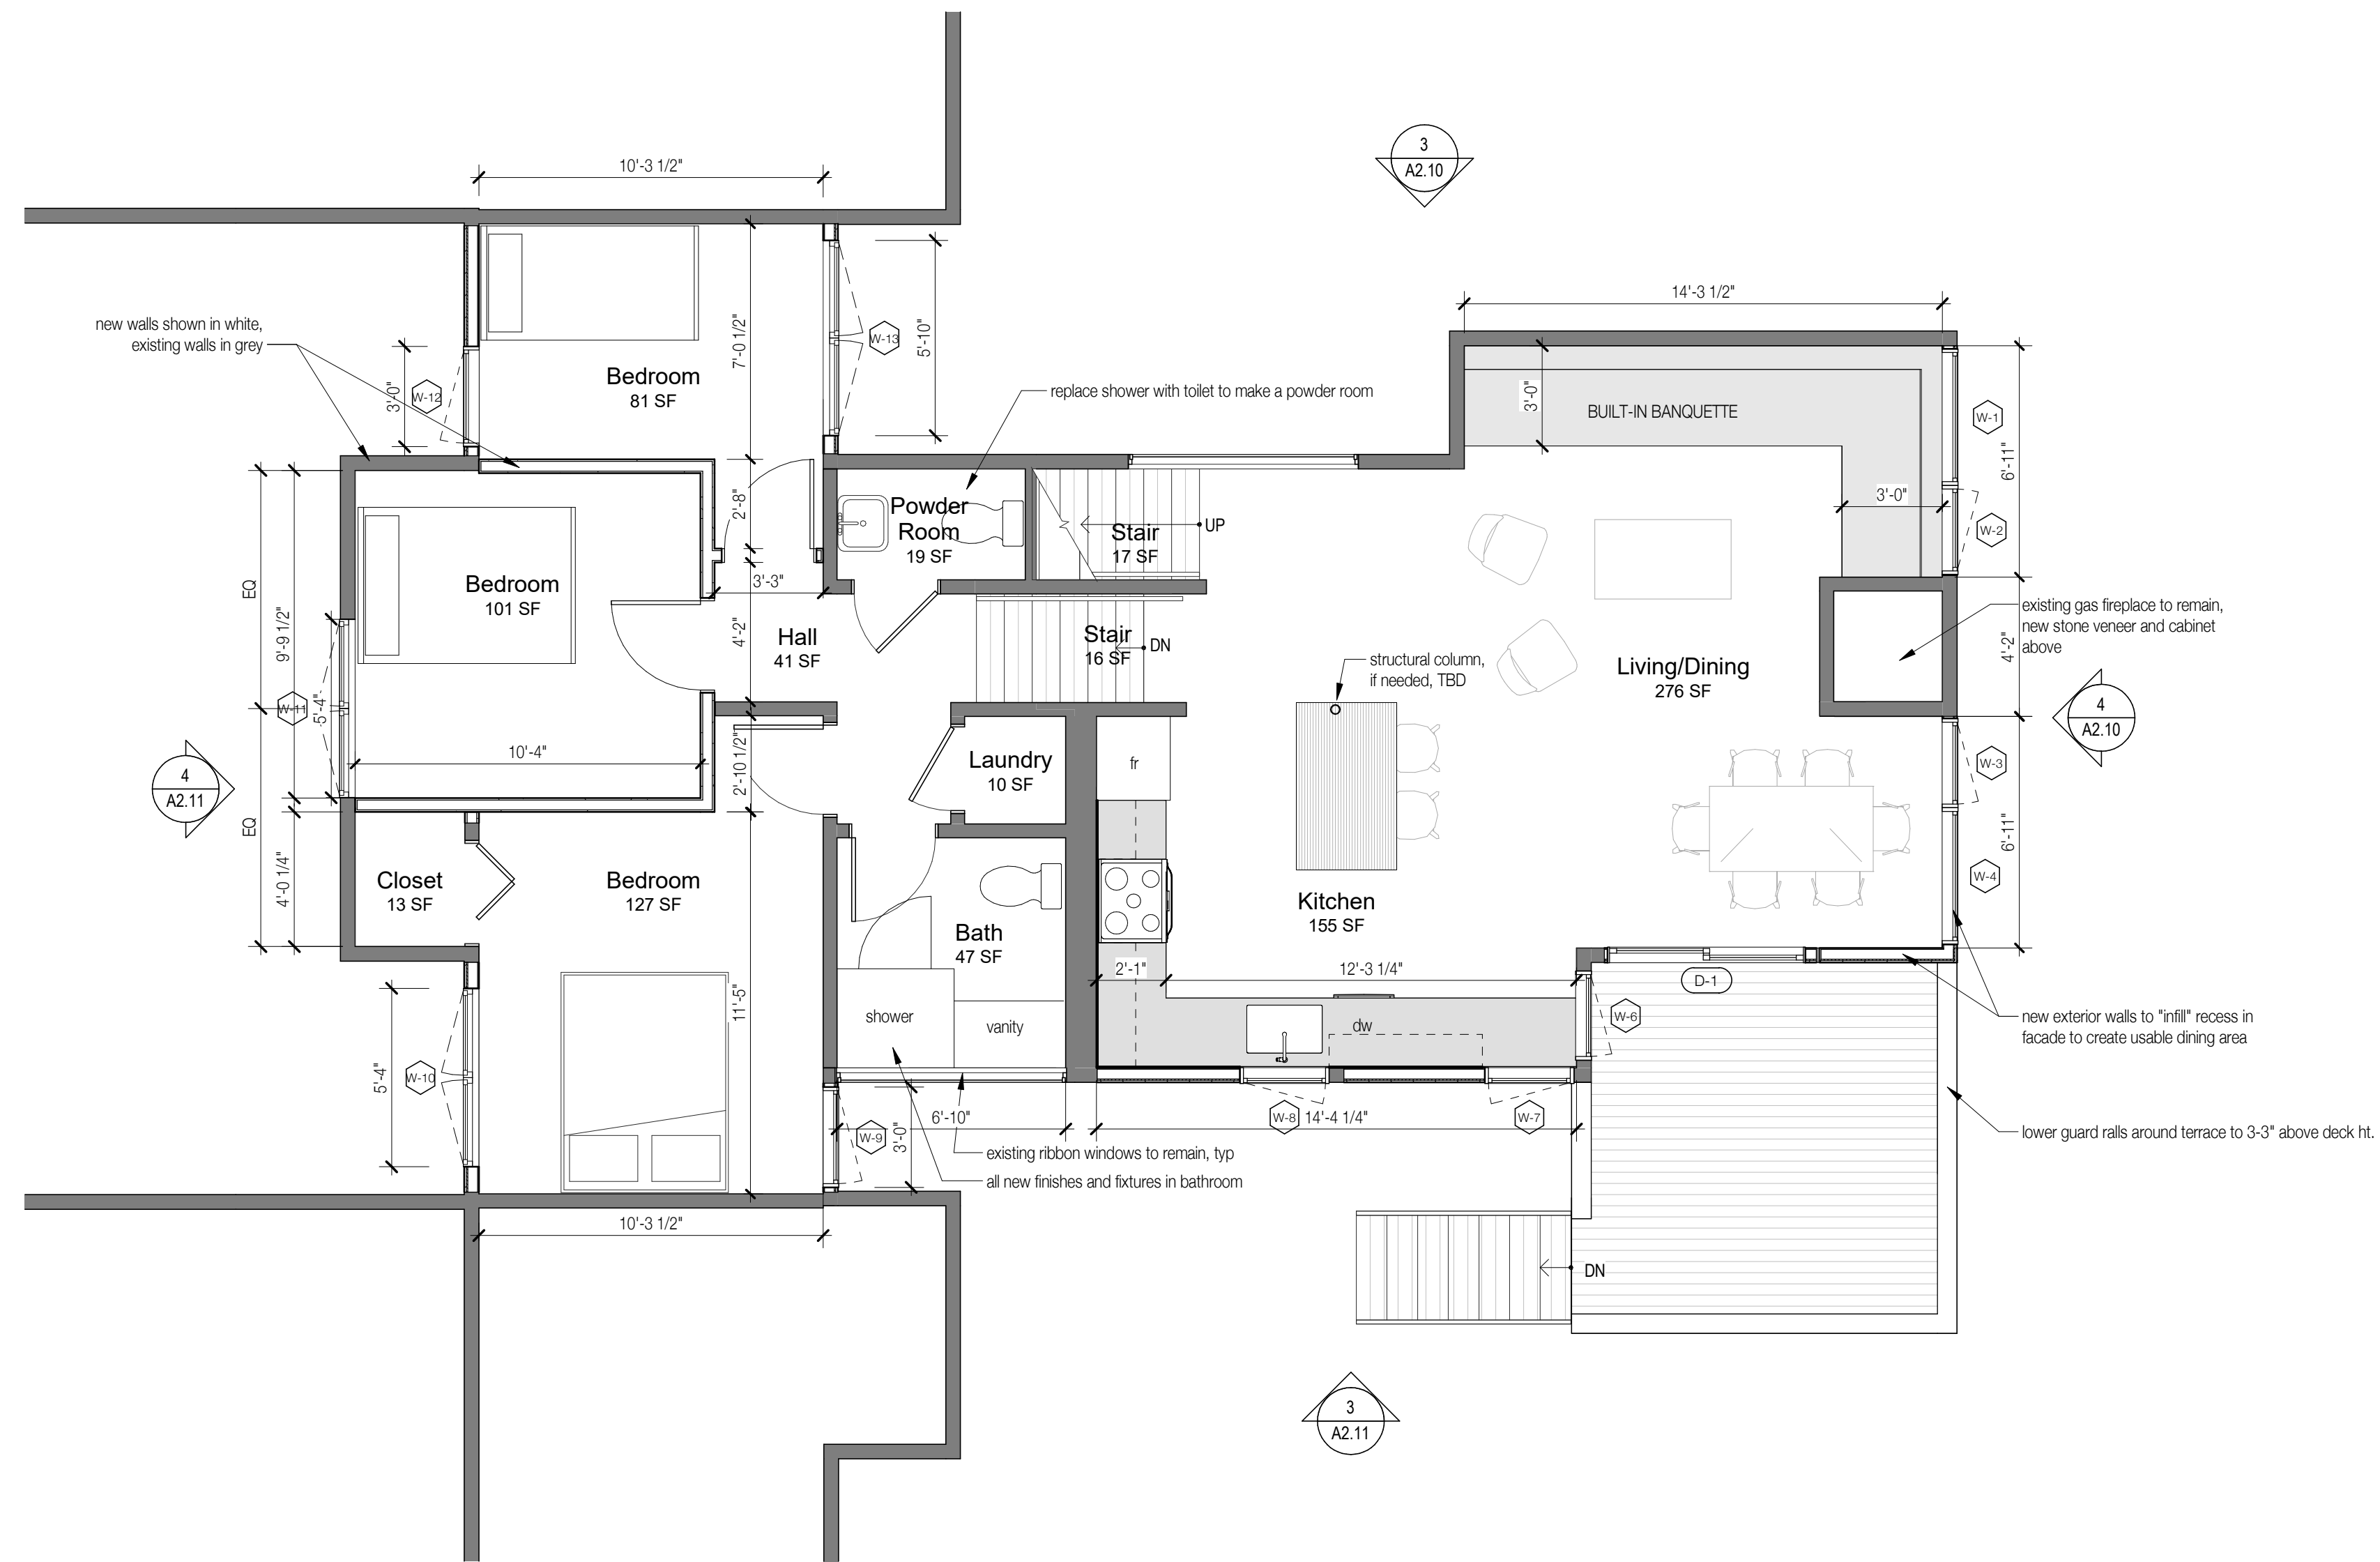 3
A2.10
10'-3 1/2"
14'-3 1/2"
new walls shown in white,
existing walls in grey
3'-0"
W-12
7'-0 1/2"
W-13
5'-10"
Bedroom
81 SF
replace shower with toilet to make a powder room
3'-0"
BUILT-IN BANQUETTE
W-1
6'-11"
3'-0"
W-2
2'-8"
Powder
Room
19 SF
Stair
17 SF
UP
EQ
9'-9 1/2"
Bedroom
101 SF
3'-3"
4'-2"
Hall
41 SF
Stair
16 SF
DN
structural column,
if needed, TBD
Living/Dining
276 SF
existing gas fireplace to remain,
new stone veneer and cabinet
above
4'-2"
4
A2.10
W-11
5'-4"
10'-4"
2'-10 1/2"
Laundry
10 SF
fr
W-3
4
A2.11
EQ
4'-0 1/4"
6'-11"
W-4
Closet
13 SF
Bedroom
127 SF
Bath
47 SF
Kitchen
155 SF
2'-1"
12'-3 1/4"
D-1
5'-4"
W-10
11'-5"
shower
vanity
dw
W-6
new exterior walls to "infill" recess in
facade to create usable dining area
W-9
3'-0"
6'-10"
W-8
14'-4 1/4"
W-7
existing ribbon windows to remain, typ
all new finishes and fixtures in bathroom
lower guard ralls around terrace to 3-3" above deck ht.
10'-3 1/2"
DN
3
A2.11